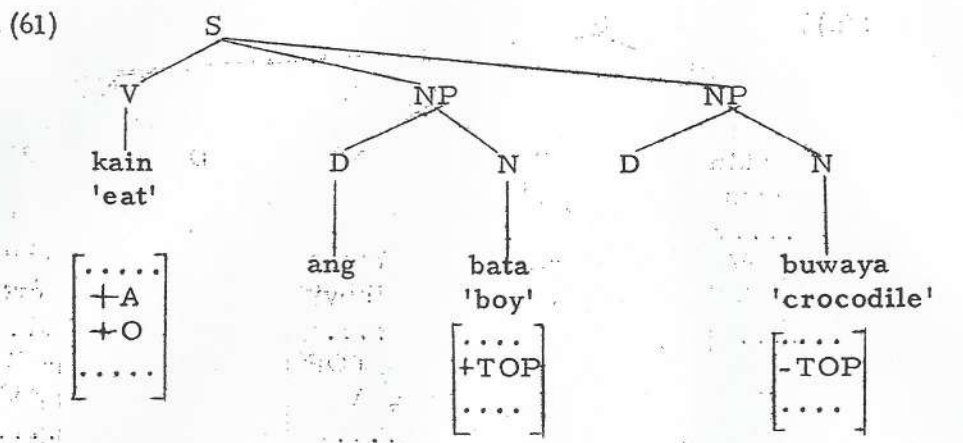 (61) S
V NP NP
kain D N D N
'eat'
ang bata buwaya
'boy' 'crocodile'
[..... [.... [....
+A +TOP -TOP
+O
.....] ....] ....]